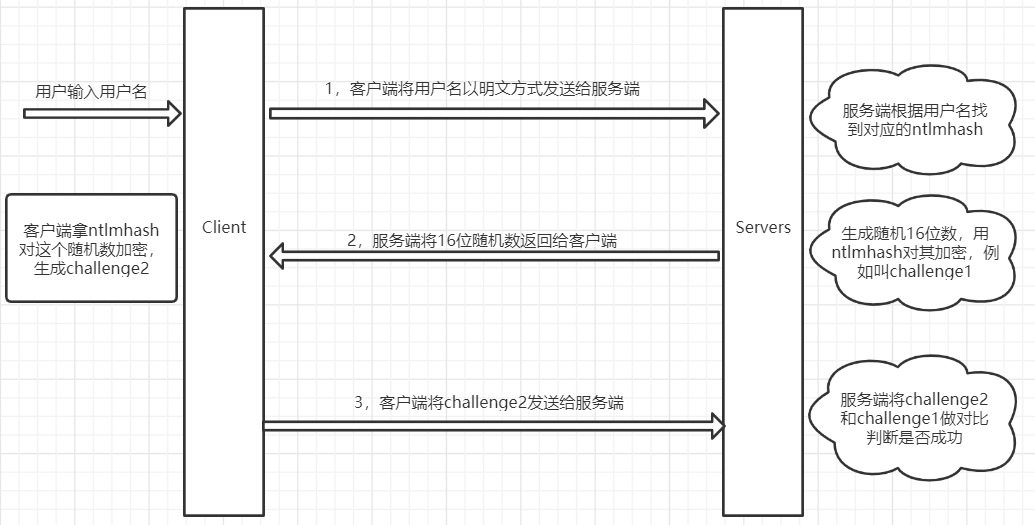 用户输入用户名
1，客户端将用户名以明文方式发送给服务端
服务端根据用户名找
到对应的ntlmhash
客户端拿ntlmhash
对这个随机数加密，
生成challenge2
Client
2，服务端将16位随机数返回给客户端
Servers
生成随机16位数，用
ntlmhash对其加密，例
如叫challenge1
3，客户端将challenge2发送给服务端
服务端将challenge2
和challenge1做对比
判断是否成功